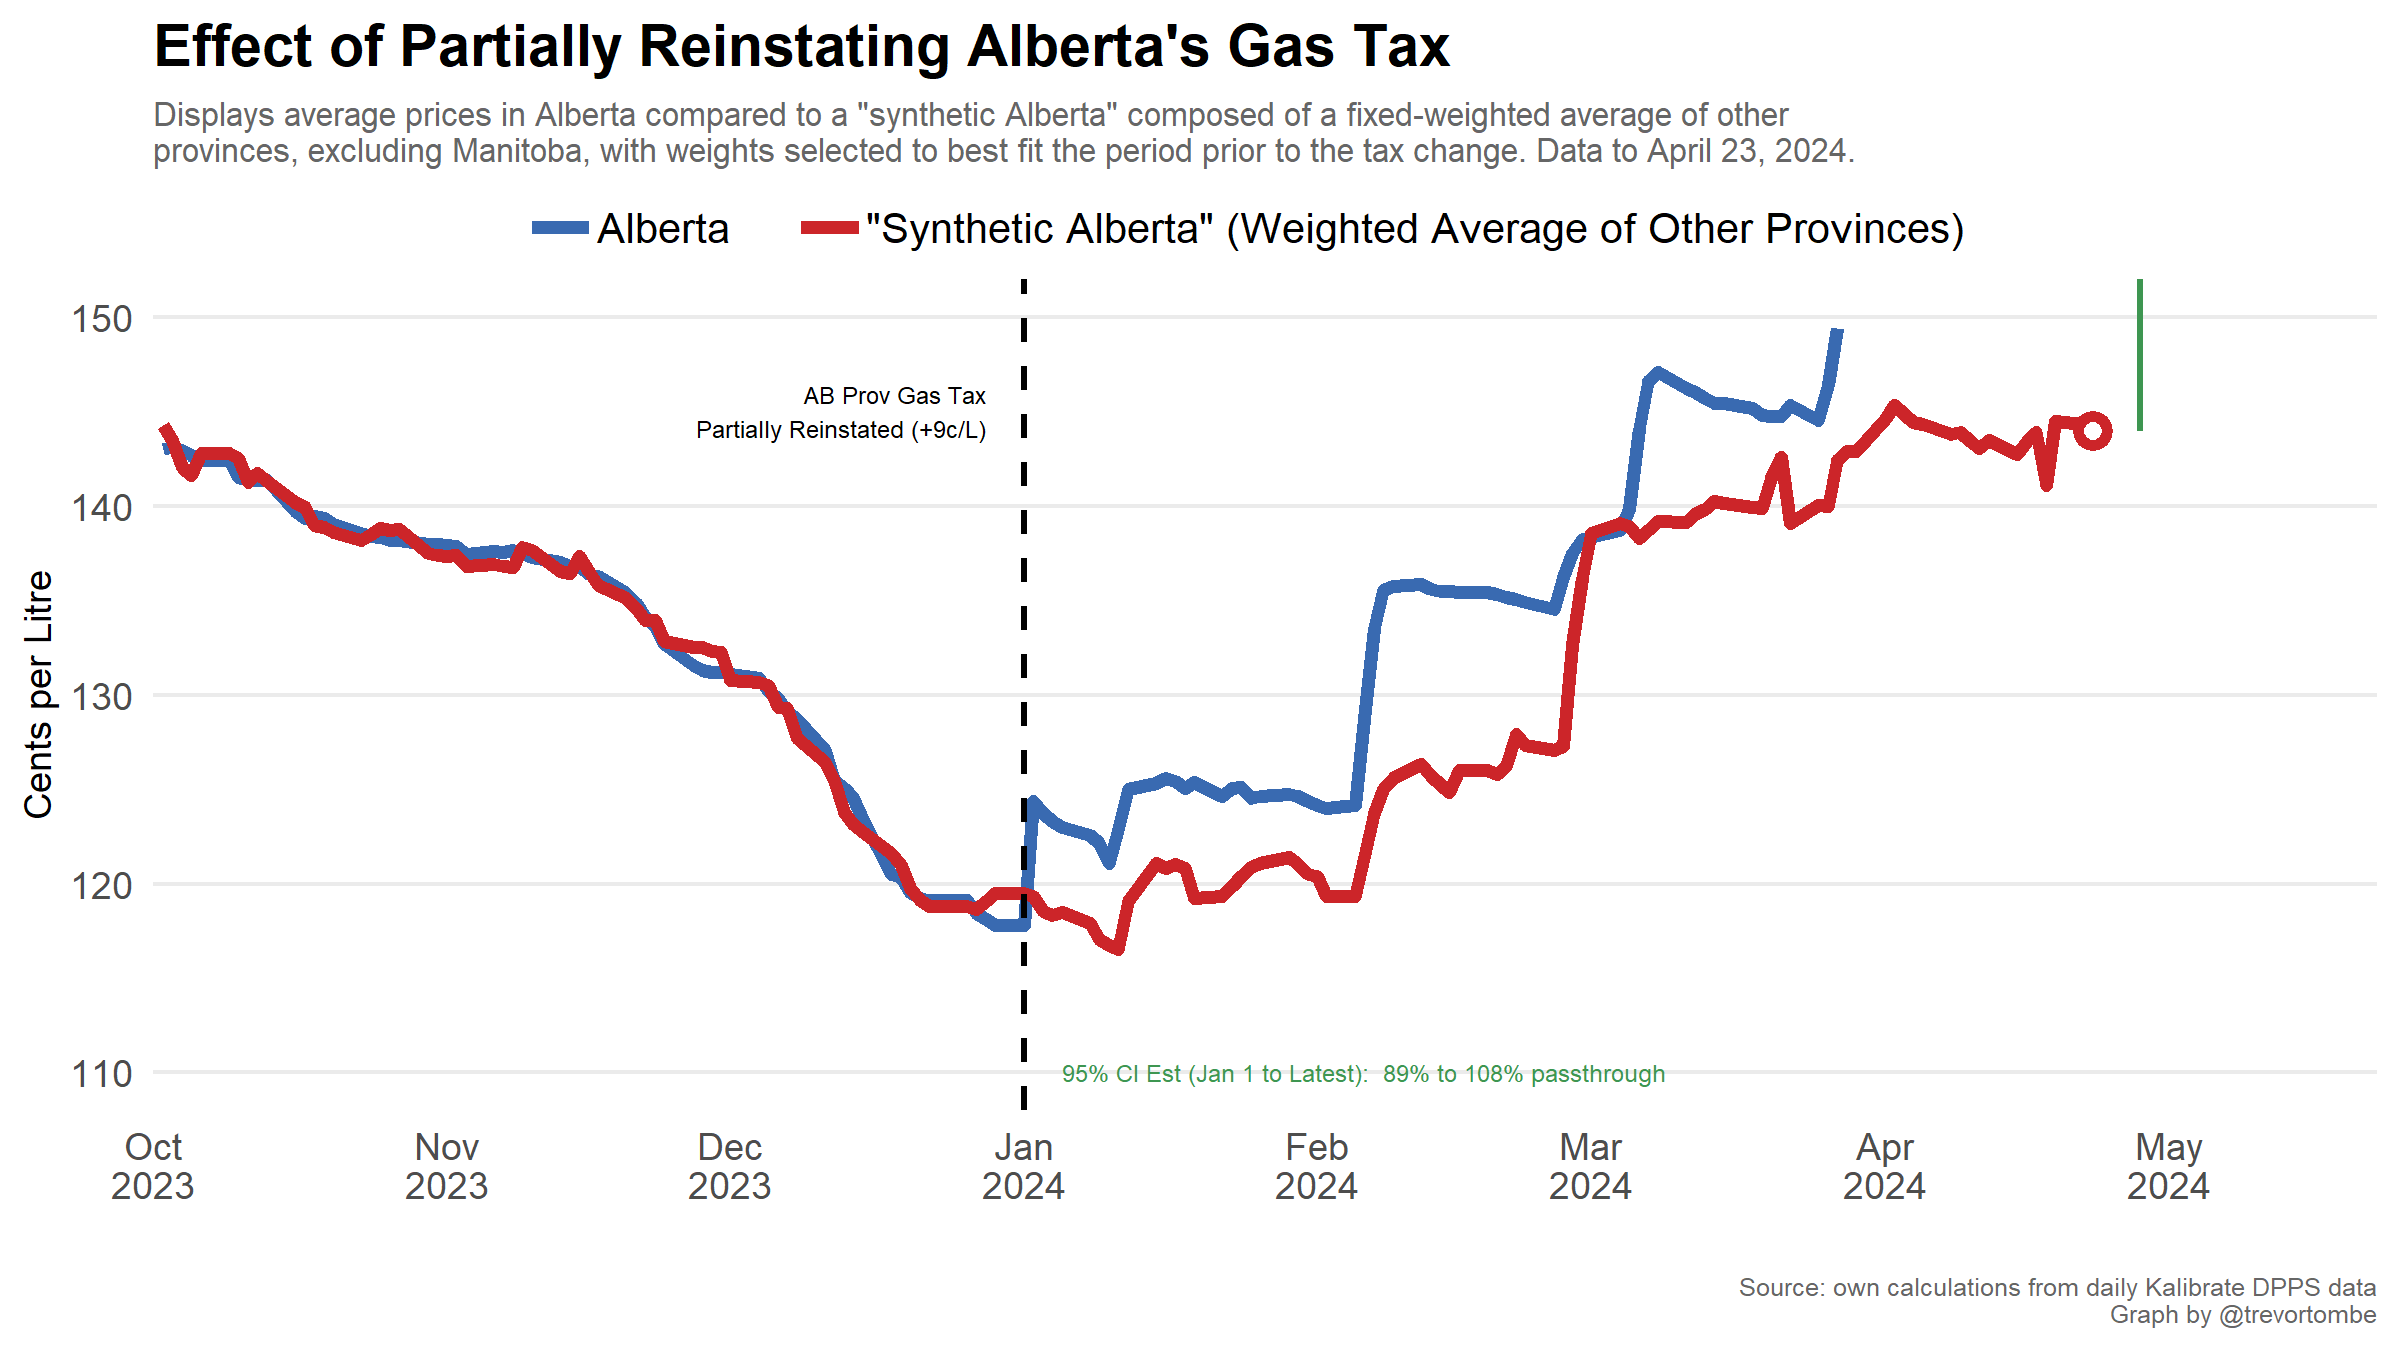 Effect of Partially Reinstating Alberta's Gas Tax
Displays average prices in Alberta compared to a "synthetic Alberta" composed of a fixed-weighted average of other
provinces, excluding Manitoba, with weights selected to best fit the period prior to the tax change. Data to April 23, 2024.
Alberta
"Synthetic Alberta" (Weighted Average of Other Provinces)
Cents per Litre
150
140
130
120
110
AB Prov Gas Tax
Partially Reinstated (+9c/L)
95% CI Est (Jan 1 to Latest):  89% to 108% passthrough
Oct
2023
Nov
2023
Dec
2023
Jan
2024
Feb
2024
Mar
2024
Apr
2024
May
2024
Source: own calculations from daily Kalibrate DPPS data
Graph by @trevortombe